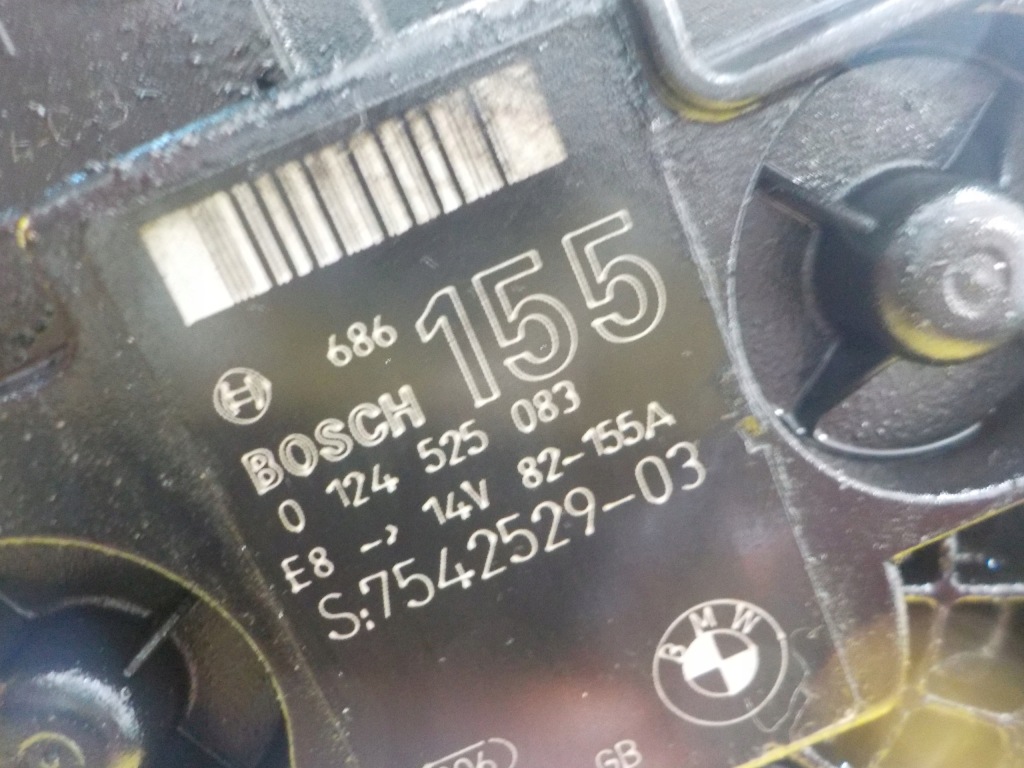 686 155
BOSCH
0 124 525 083
E8 -> 14V 82-155A
S:7542529-03
BMW
GB